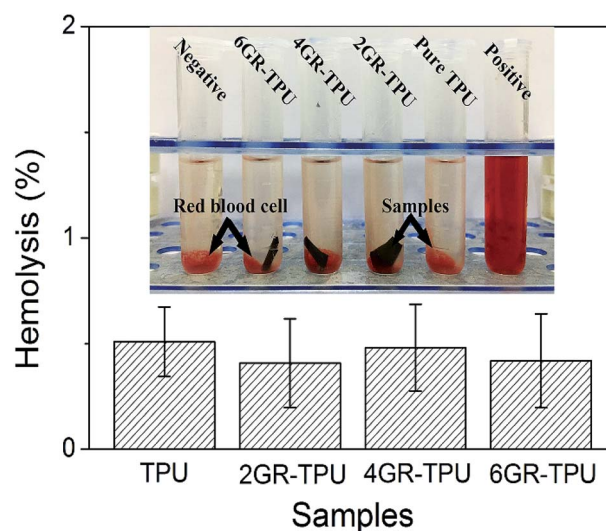 2
Negative 6GR-TPU 4GR-TPU 2GR-TPU Pure TPU Positive
Red blood cell Samples
Hemolysis (%)
1
0
TPU 2GR-TPU 4GR-TPU 6GR-TPU
Samples